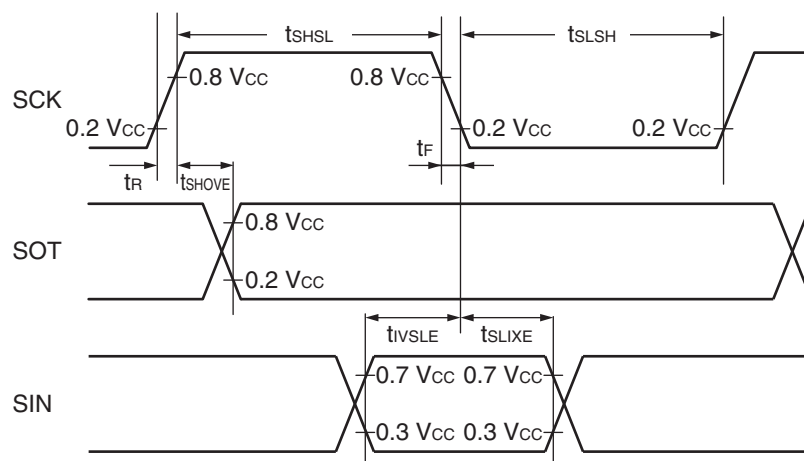 tSHSL tSLSH
SCK
0.8 VCC 0.8 VCC
0.2 VCC 0.2 VCC 0.2 VCC
tR tSHOVE tF
SOT
0.8 VCC
0.2 VCC
tIVSLE tSLIXE
SIN
0.7 VCC 0.7 VCC
0.3 VCC 0.3 VCC